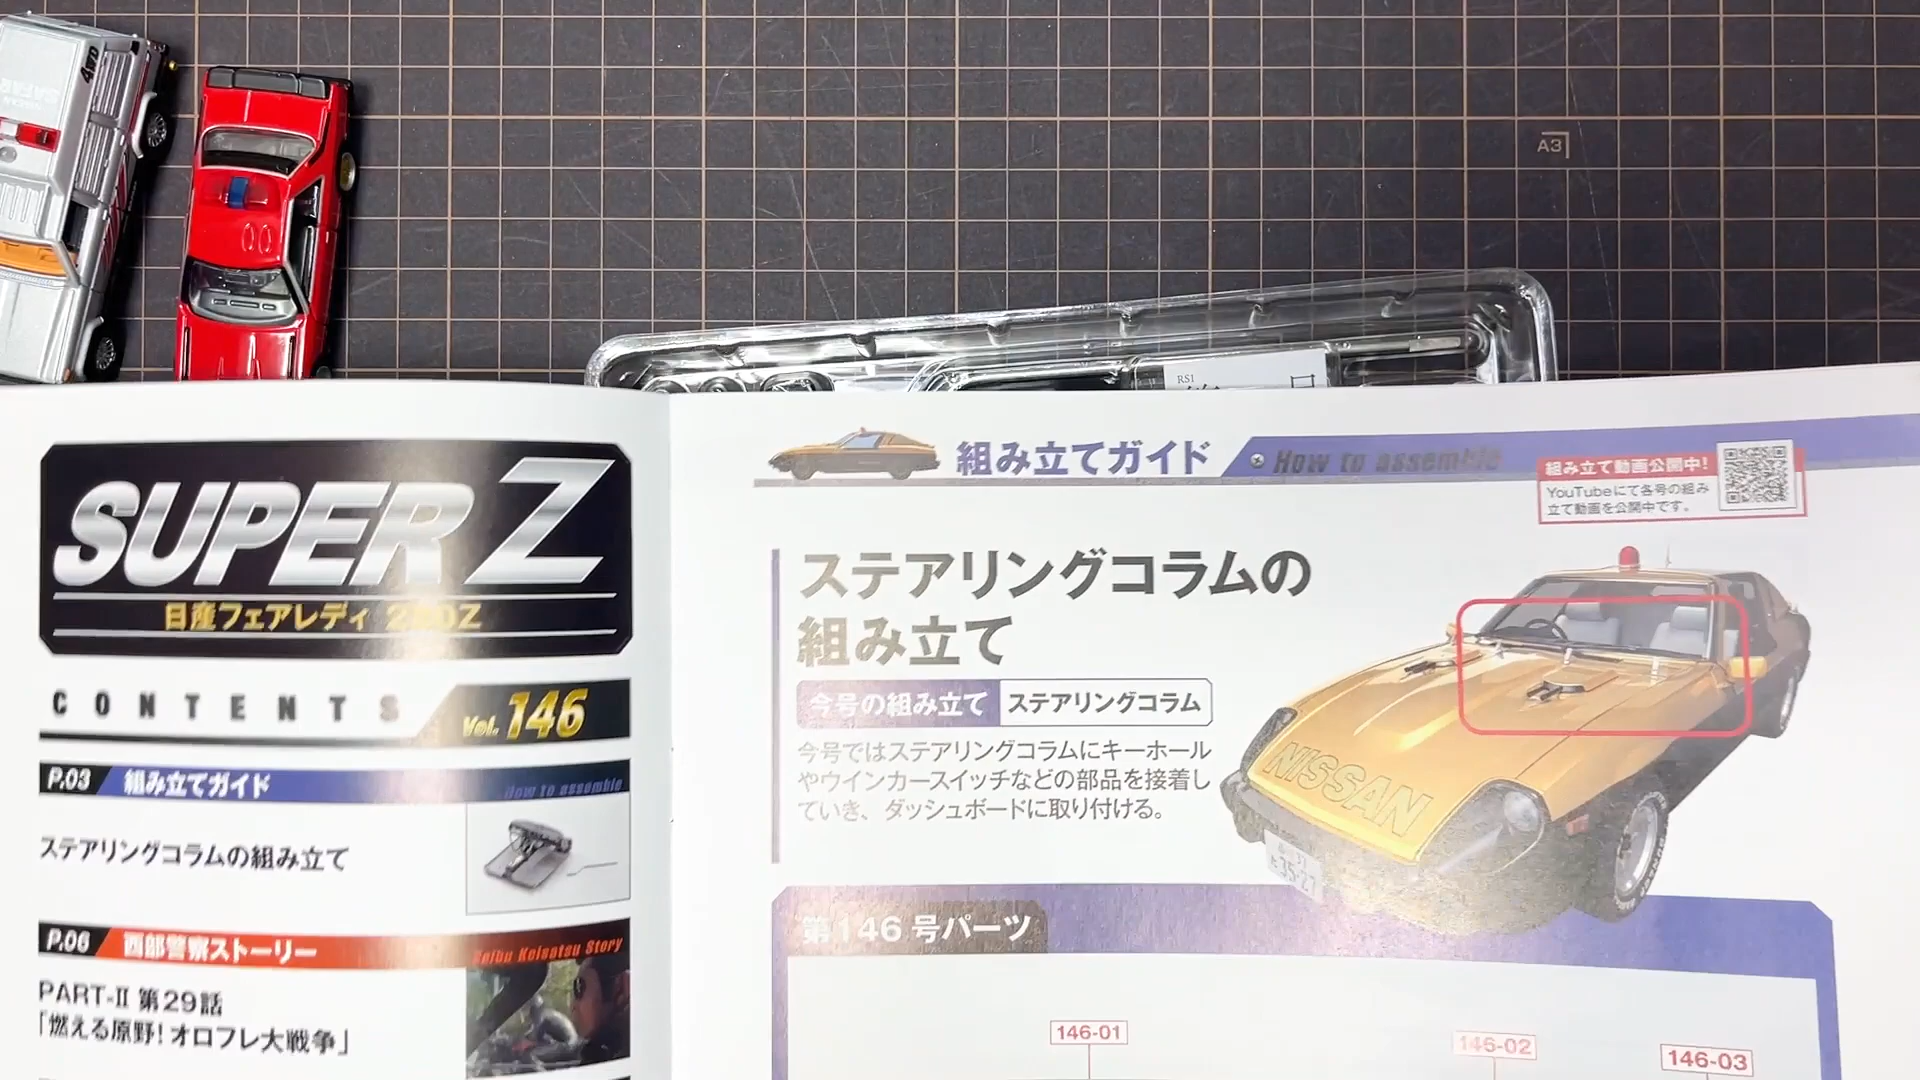 4WD
A3
RS1
SUPER Z
日産フェアレディ 280Z
CONTENTS
Vol. 146
P.03 組み立てガイド How to assemble
ステアリングコラムの組み立て
P.06 西部警察ストーリー Seibu Keisatsu Story
PART-II 第29話
「燃える原野! オロフレ大戦争」
組み立てガイド How to assemble
組み立て動画公開中!
YouTubeにて各号の組み
立て動画を公開中です。
ステアリングコラムの
組み立て
今号の組み立て ステアリングコラム
今号ではステアリングコラムにキーホール
やウインカースイッチなどの部品を接着し
ていき、ダッシュボードに取り付ける。
NISSAN
35-27
第146号パーツ
146-01
146-02
146-03